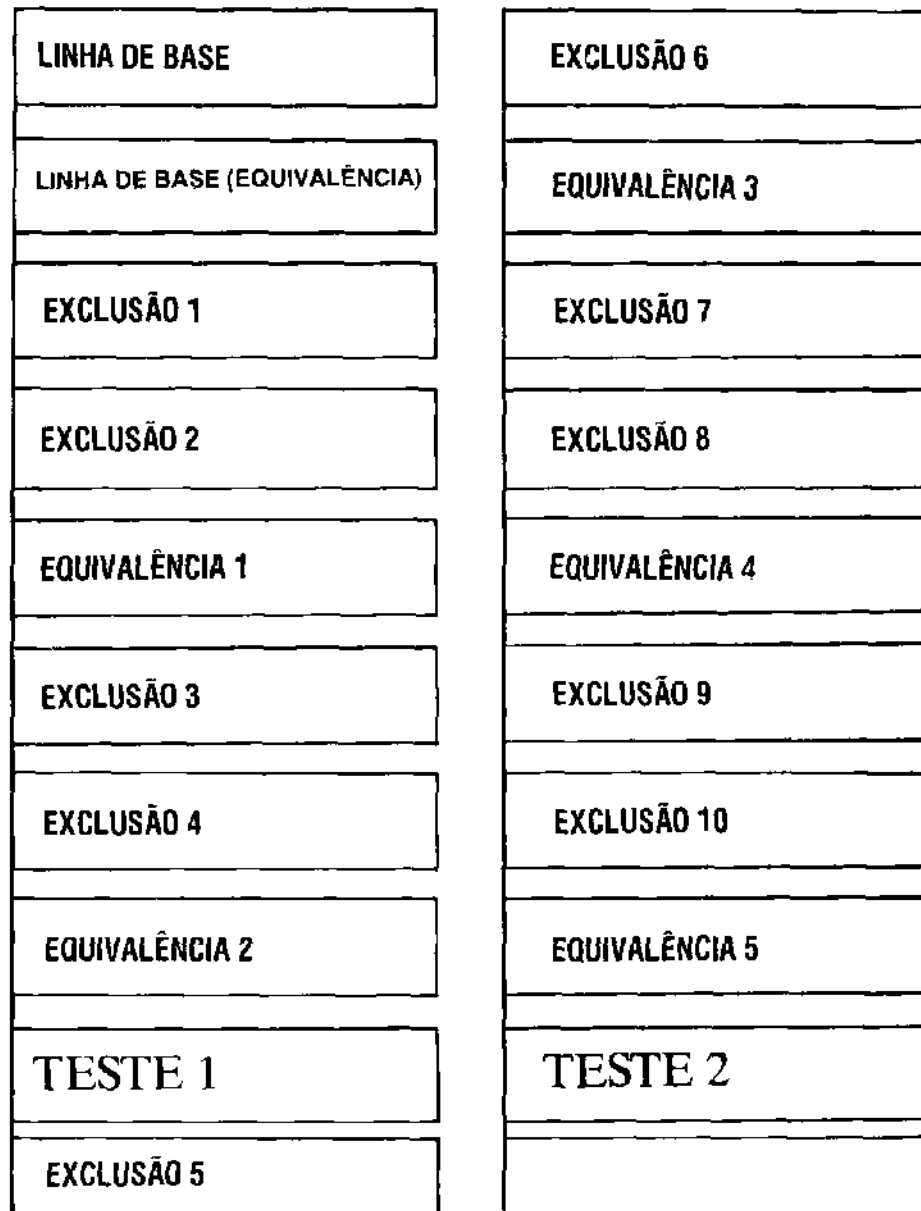 LINHA DE BASE
LINHA DE BASE (EQUIVALÊNCIA)
EXCLUSÃO 1
EXCLUSÃO 2
EQUIVALÊNCIA 1
EXCLUSÃO 3
EXCLUSÃO 4
EQUIVALÊNCIA 2
TESTE 1
EXCLUSÃO 5
EXCLUSÃO 6
EQUIVALÊNCIA 3
EXCLUSÃO 7
EXCLUSÃO 8
EQUIVALÊNCIA 4
EXCLUSÃO 9
EXCLUSÃO 10
EQUIVALÊNCIA 5
TESTE 2